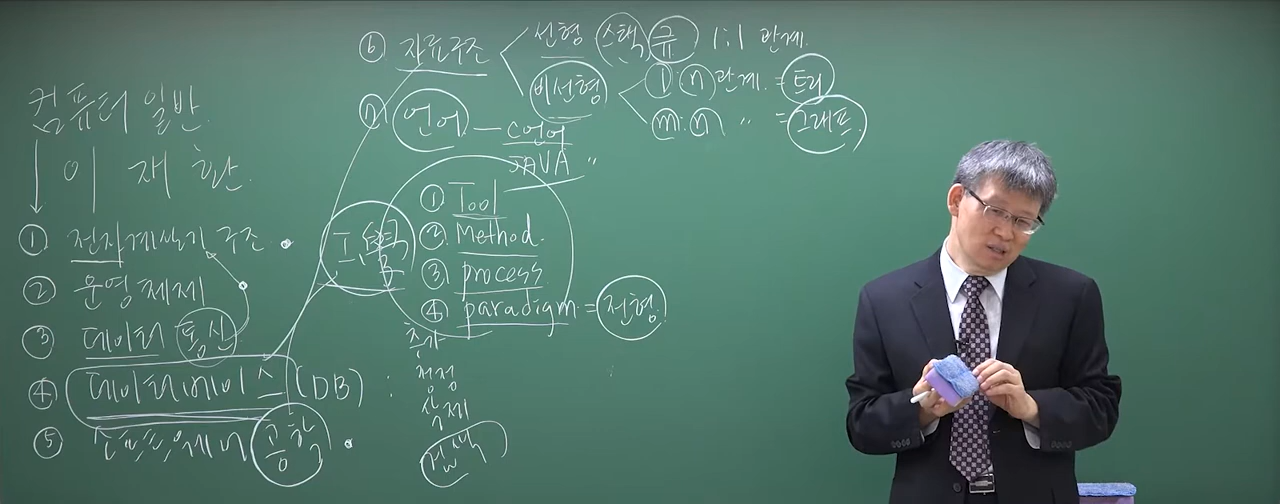 컴퓨터 일반
이 재 환
① 전자계산기 구조
② 운영체제
③ 데이터 통신
④ 데이터베이스 (DB) :
추가
정정
삭제
검색
⑤ 소프트웨어 공학
⑥ 자료구조
선형 스택 큐 1:1 관계
비선형
1:n 관계 = 트리
m:n 〃 = 그래프
⑦ 언어 — C언어
JAVA 〃
① Tool
② Method
③ process
④ paradigm = 전형